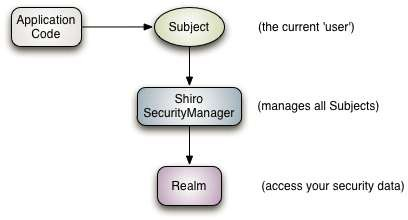 Application
Code
Subject
(the current 'user')
Shiro
SecurityManager
(manages all Subjects)
Realm
(access your security data)